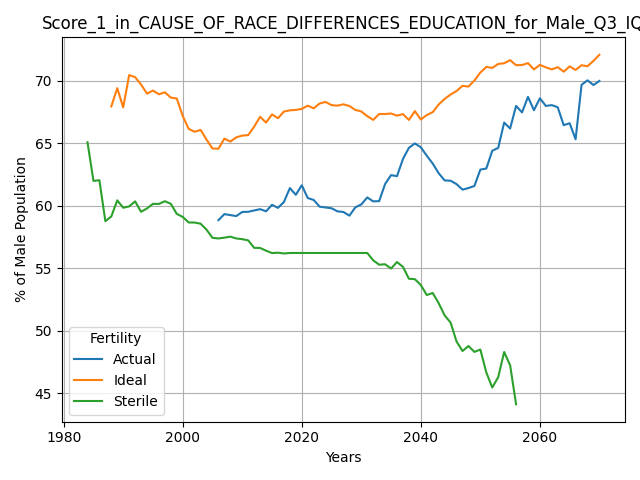 Score_1_in_CAUSE_OF_RACE_DIFFERENCES_EDUCATION_for_Male_Q3_IQ
70
65
60
55
50
45
% of Male Population
Fertility
Actual
Ideal
Sterile
1980
2000
2020
2040
2060
Years